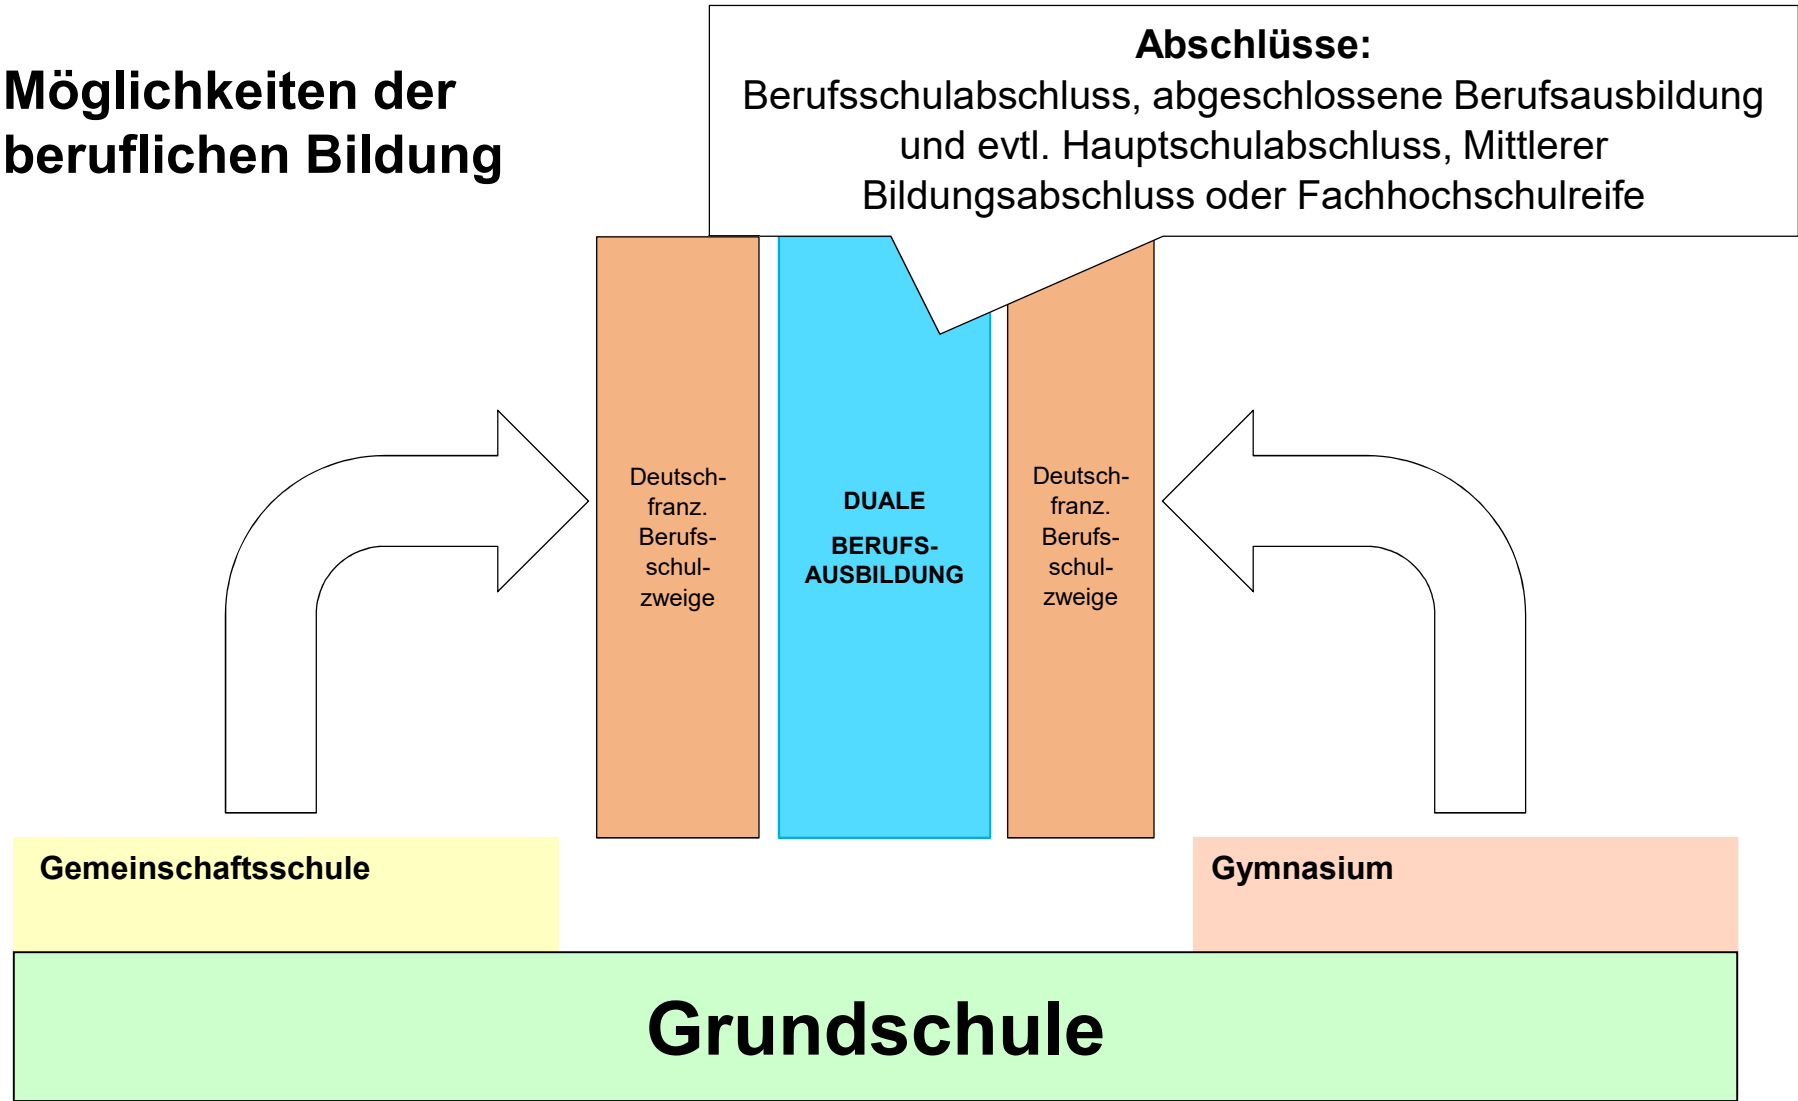 Möglichkeiten der
beruflichen Bildung
Abschlüsse:
Berufsschulabschluss, abgeschlossene Berufsausbildung
und evtl. Hauptschulabschluss, Mittlerer
Bildungsabschluss oder Fachhochschulreife
Deutsch-
franz.
Berufs-
schul-
zweige
DUALE
BERUFS-
AUSBILDUNG
Deutsch-
franz.
Berufs-
schul-
zweige
Gemeinschaftsschule
Gymnasium
Grundschule